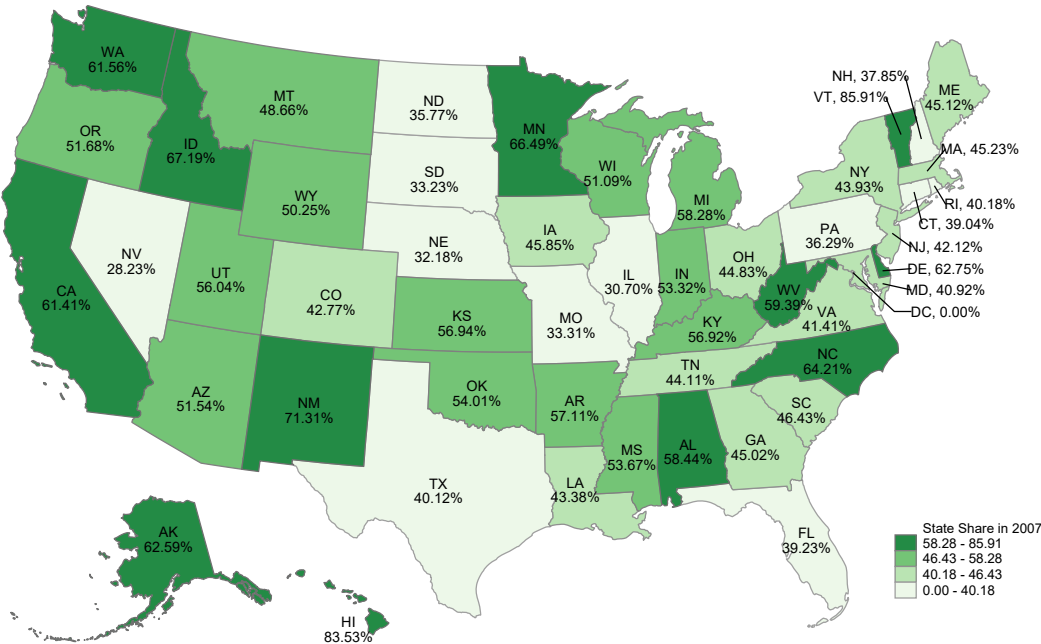 WA
61.56%
OR
51.68%
ID
67.19%
MT
48.66%
ND
35.77%
MN
66.49%
NH, 37.85%
VT, 85.91%
ME
45.12%
MA, 45.23%
WI
51.09%
SD
33.23%
WY
50.25%
NY
43.93%
RI, 40.18%
CT, 39.04%
MI
58.28%
NJ, 42.12%
PA
36.29%
IA
45.85%
NE
32.18%
NV
28.23%
UT
56.04%
CO
42.77%
CA
61.41%
IL
30.70%
IN
53.32%
OH
44.83%
DE, 62.75%
MD, 40.92%
DC, 0.00%
WV
59.39%
VA
41.41%
KS
56.94%
MO
33.31%
KY
56.92%
NC
64.21%
TN
44.11%
AZ
51.54%
NM
71.31%
OK
54.01%
AR
57.11%
SC
46.43%
MS
53.67%
AL
58.44%
GA
45.02%
TX
40.12%
LA
43.38%
FL
39.23%
AK
62.59%
HI
83.53%
State Share in 2007
58.28 - 85.91
46.43 - 58.28
40.18 - 46.43
0.00 - 40.18